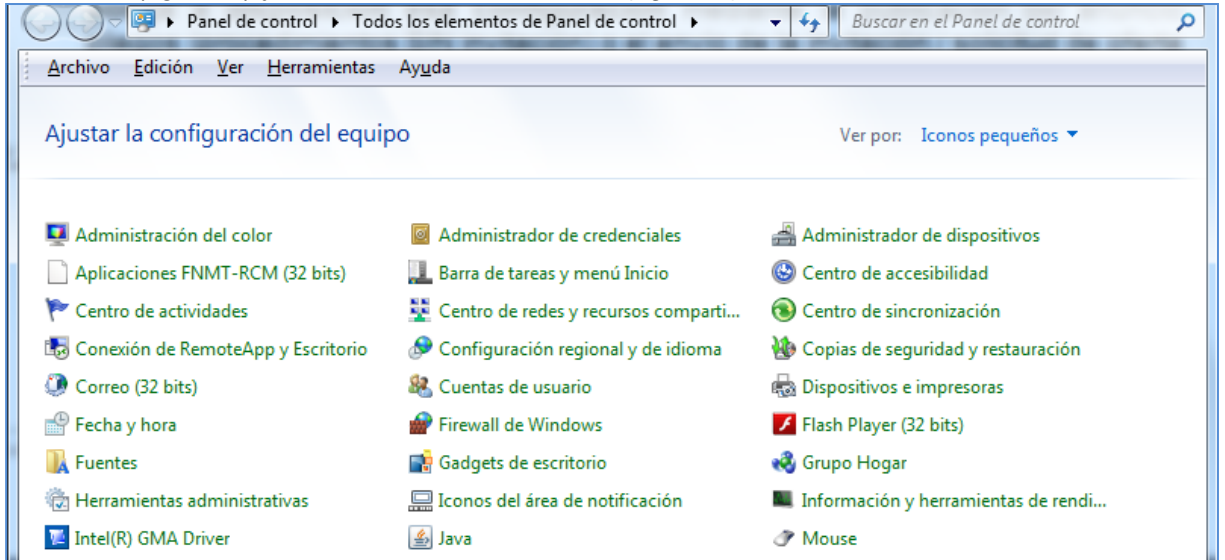 Panel de control Todos los elementos de Panel de control Buscar en el Panel de control
Archivo Edición Ver Herramientas Ayuda
Ajustar la configuración del equipo Ver por: Iconos pequeños
Administración del color Administrador de credenciales Administrador de dispositivos
Aplicaciones FNMT-RCM (32 bits) Barra de tareas y menú Inicio Centro de accesibilidad
Centro de actividades Centro de redes y recursos comparti... Centro de sincronización
Conexión de RemoteApp y Escritorio Configuración regional y de idioma Copias de seguridad y restauración
Correo (32 bits) Cuentas de usuario Dispositivos e impresoras
Fecha y hora Firewall de Windows Flash Player (32 bits)
Fuentes Gadgets de escritorio Grupo Hogar
Herramientas administrativas Iconos del área de notificación Información y herramientas de rendi...
Intel(R) GMA Driver Java Mouse